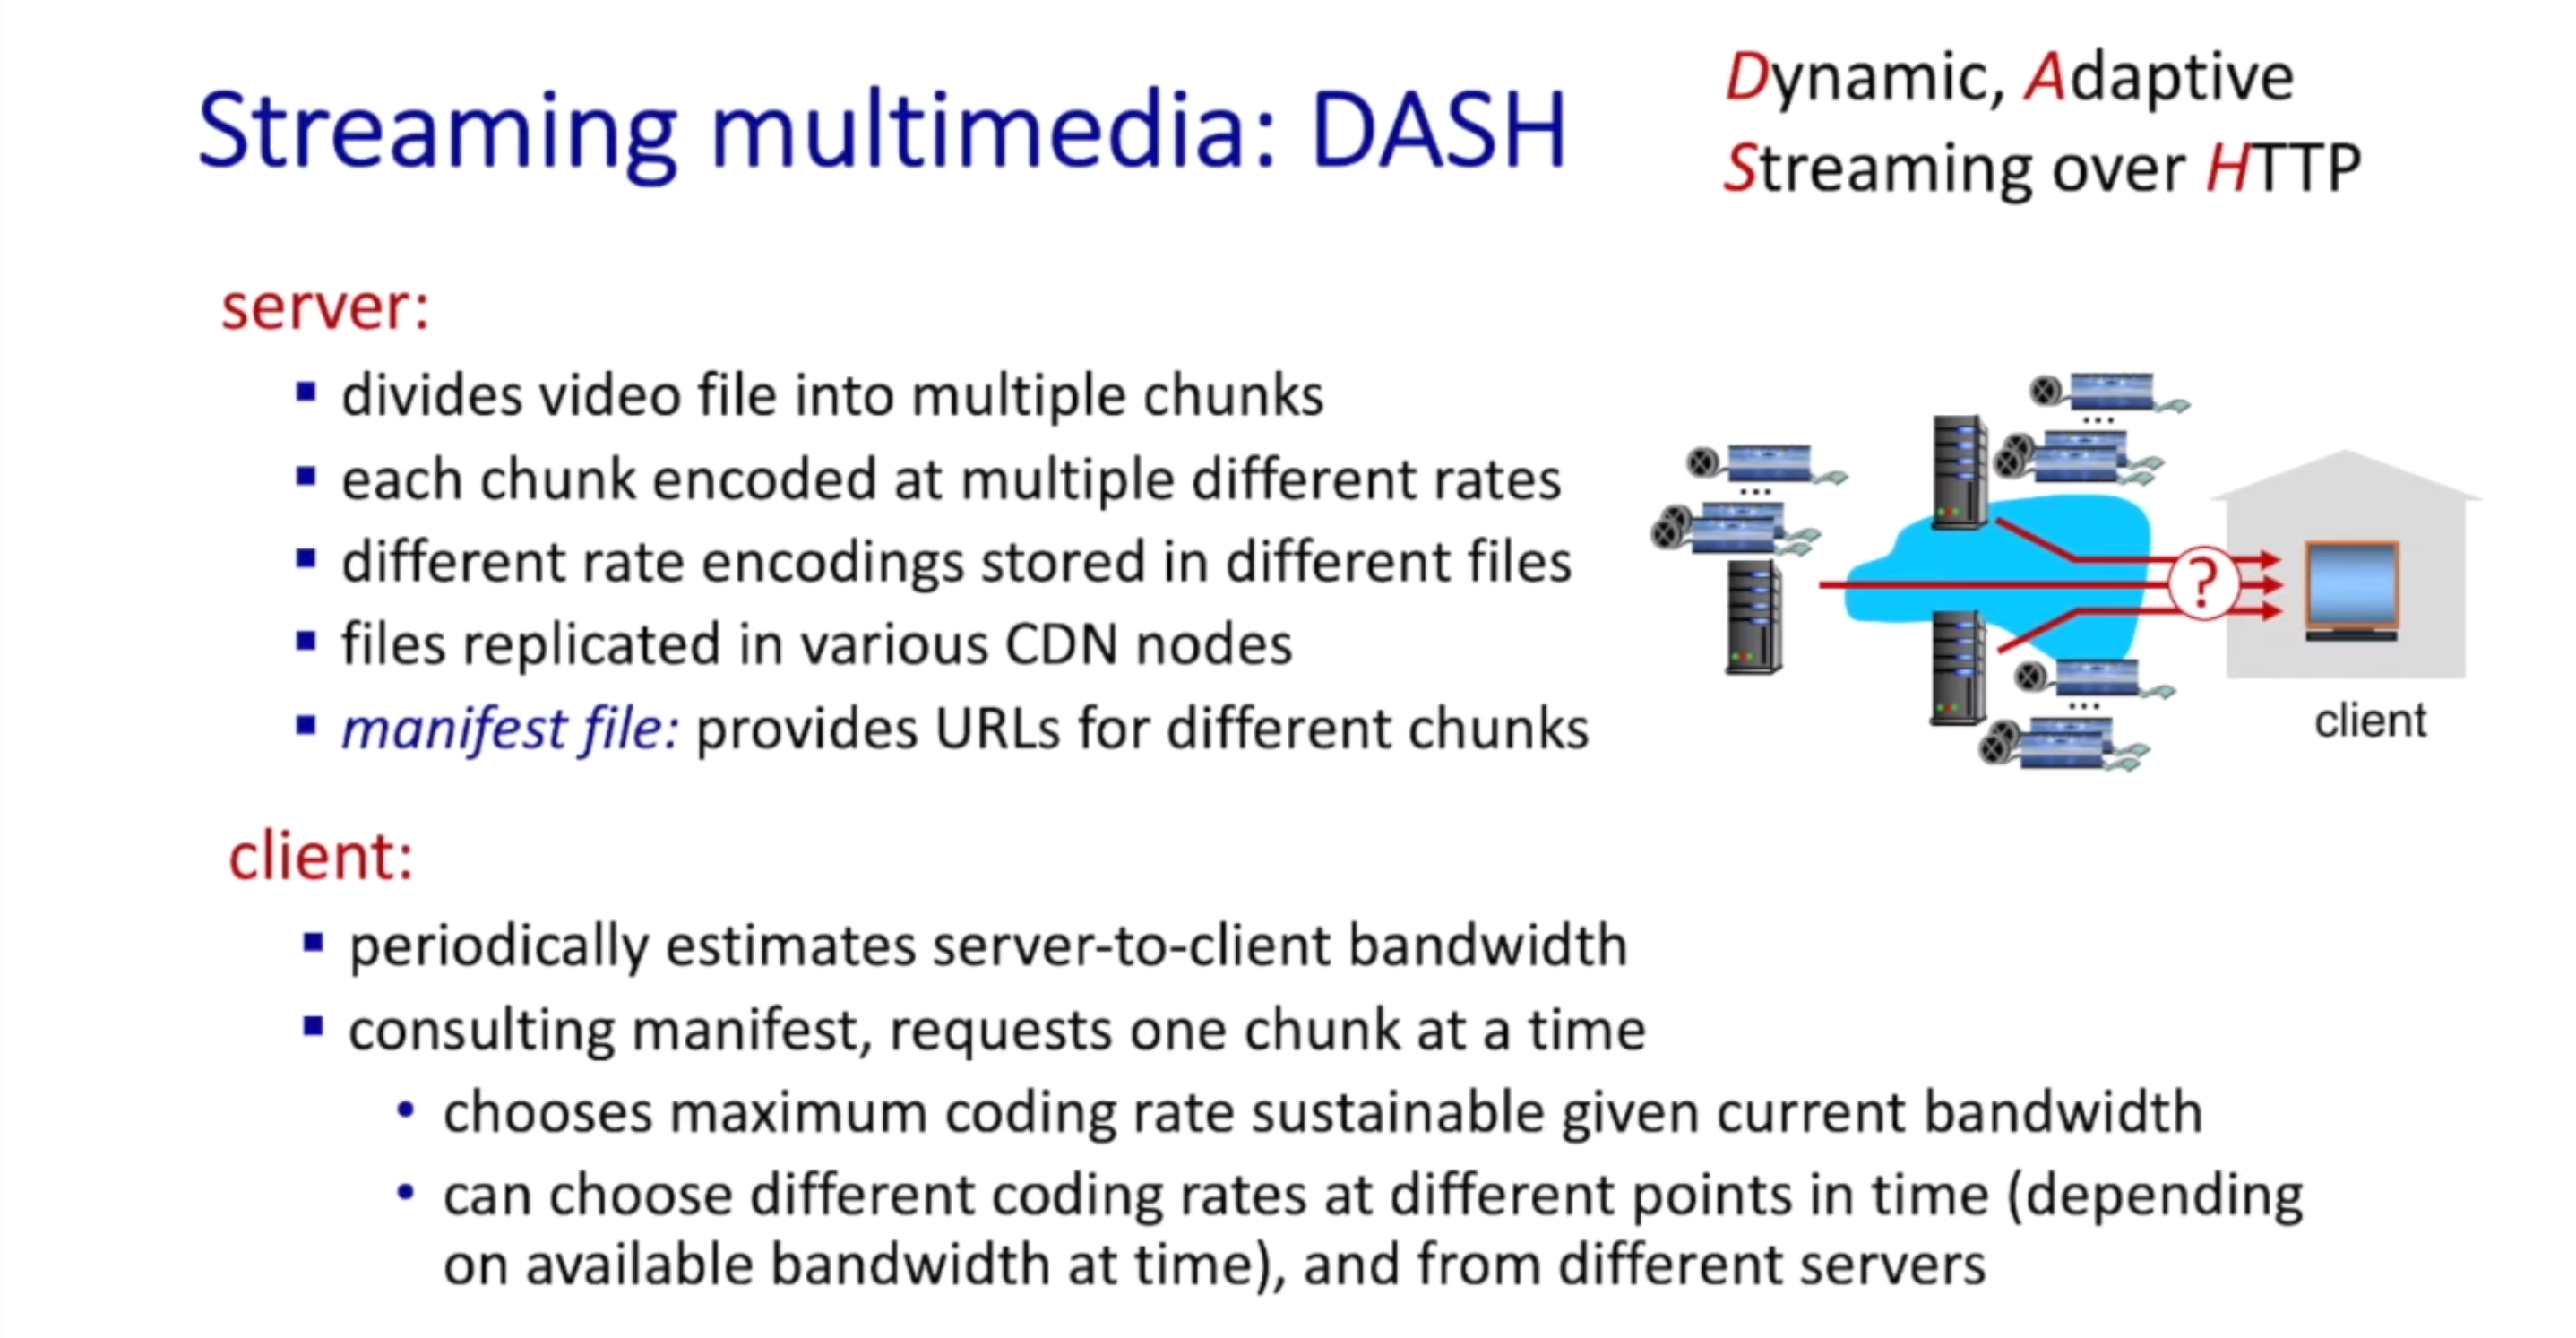 Streaming multimedia: DASH
Dynamic, Adaptive
Streaming over HTTP
server:
▪ divides video file into multiple chunks
▪ each chunk encoded at multiple different rates
▪ different rate encodings stored in different files
▪ files replicated in various CDN nodes
▪ manifest file: provides URLs for different chunks
...
...
?
...
client
client:
▪ periodically estimates server-to-client bandwidth
▪ consulting manifest, requests one chunk at a time
• chooses maximum coding rate sustainable given current bandwidth
• can choose different coding rates at different points in time (depending
on available bandwidth at time), and from different servers